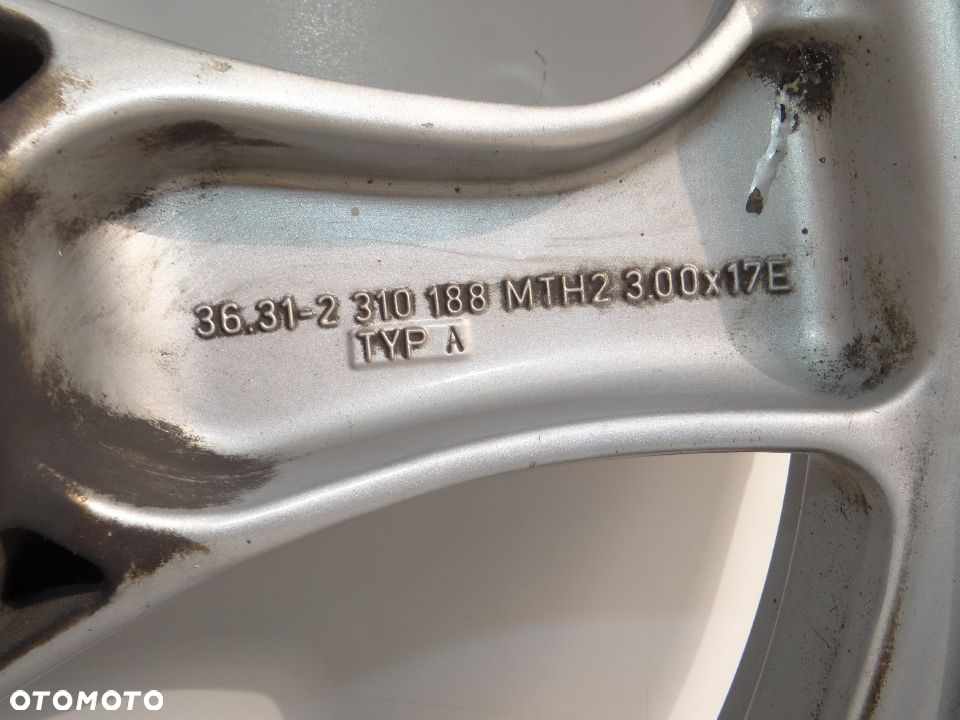 36.31-2 310 188 MTH2 3.00x17E
TYP A
OTOMOTO